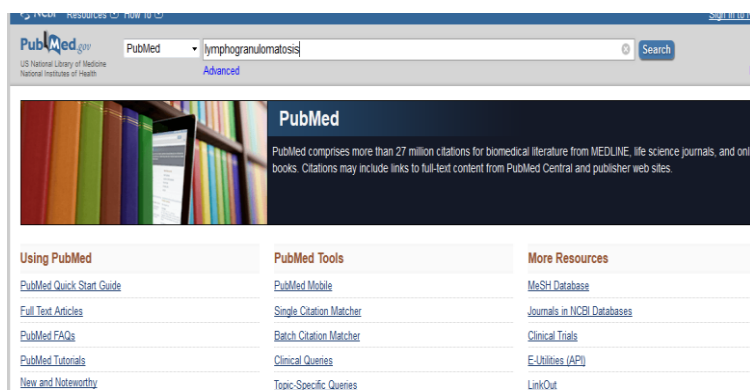 NCBI Resources How To Sign in to
PubMed.gov
US National Library of Medicine
National Institutes of Health
PubMed
lymphogranulomatosis
Search
Advanced
PubMed
PubMed comprises more than 27 million citations for biomedical literature from MEDLINE, life science journals, and onl
books. Citations may include links to full-text content from PubMed Central and publisher web sites.
Using PubMed
PubMed Quick Start Guide
Full Text Articles
PubMed FAQs
PubMed Tutorials
New and Noteworthy
PubMed Tools
PubMed Mobile
Single Citation Matcher
Batch Citation Matcher
Clinical Queries
Topic-Specific Queries
More Resources
MeSH Database
Journals in NCBI Databases
Clinical Trials
E-Utilities (API)
LinkOut